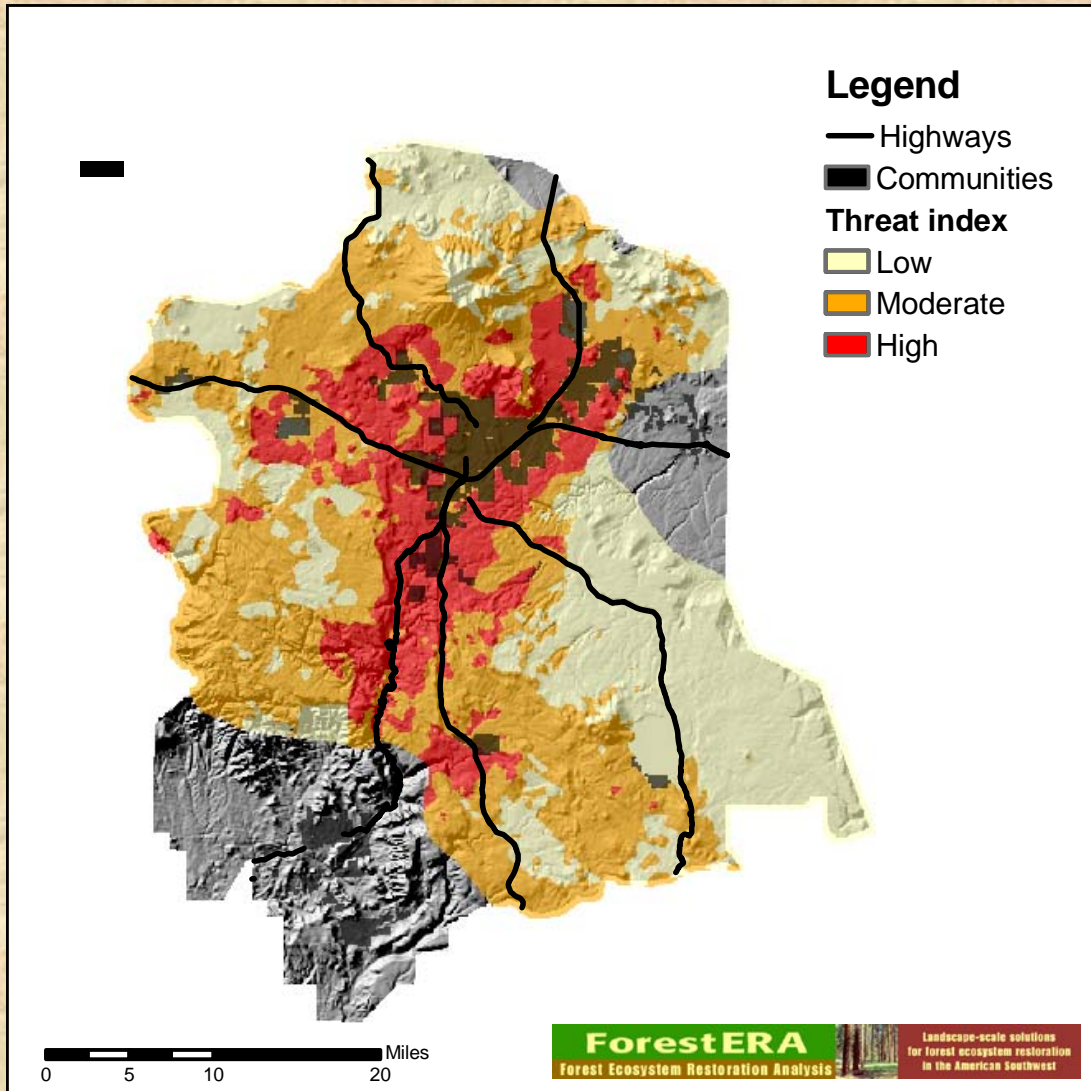 Legend
Highways
Communities
Threat index
Low
Moderate
High
Miles
0 5 10 20
ForestERA
Forest Ecosystem Restoration Analysis
Landscape-scale solutions
for forest ecosystem restoration
in the American Southwest